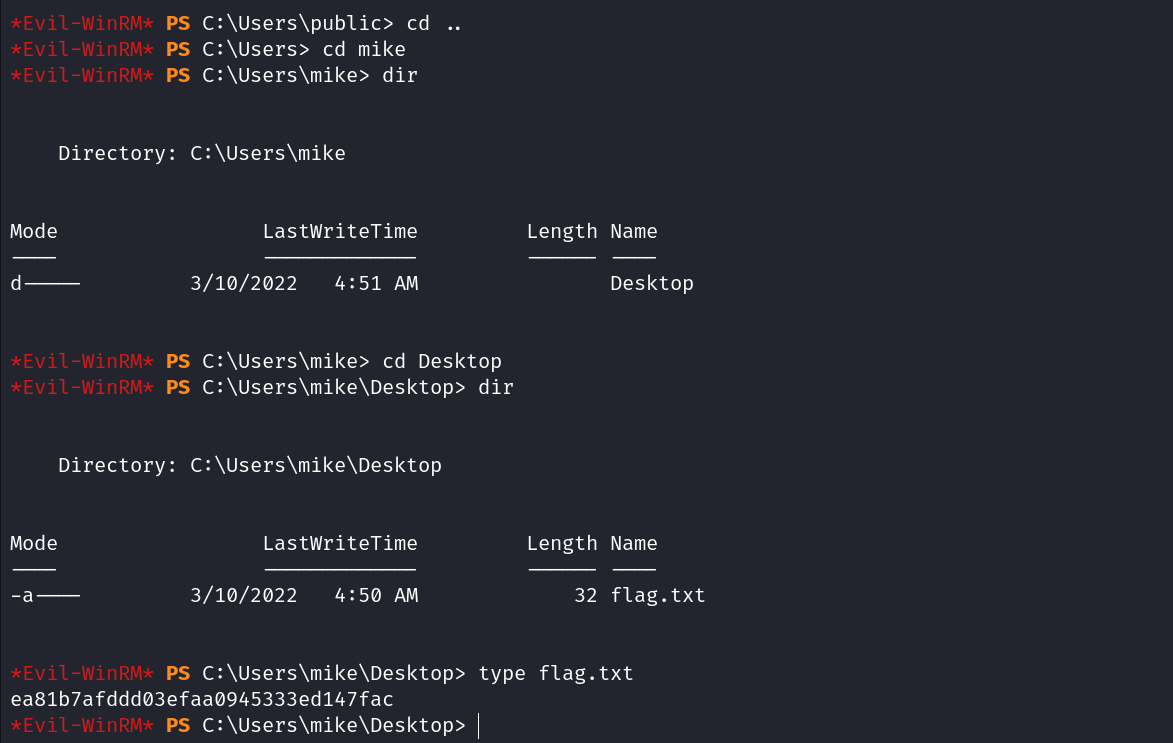 *Evil-WinRM* PS C:\Users\public> cd ..
*Evil-WinRM* PS C:\Users> cd mike
*Evil-WinRM* PS C:\Users\mike> dir
    Directory: C:\Users\mike
Mode                 LastWriteTime         Length Name
----                 -------------         ------ ----
d-----         3/10/2022   4:51 AM                Desktop
*Evil-WinRM* PS C:\Users\mike> cd Desktop
*Evil-WinRM* PS C:\Users\mike\Desktop> dir
    Directory: C:\Users\mike\Desktop
Mode                 LastWriteTime         Length Name
----                 -------------         ------ ----
-a----         3/10/2022   4:50 AM             32 flag.txt
*Evil-WinRM* PS C:\Users\mike\Desktop> type flag.txt
ea81b7afddd03efaa0945333ed147fac
*Evil-WinRM* PS C:\Users\mike\Desktop>